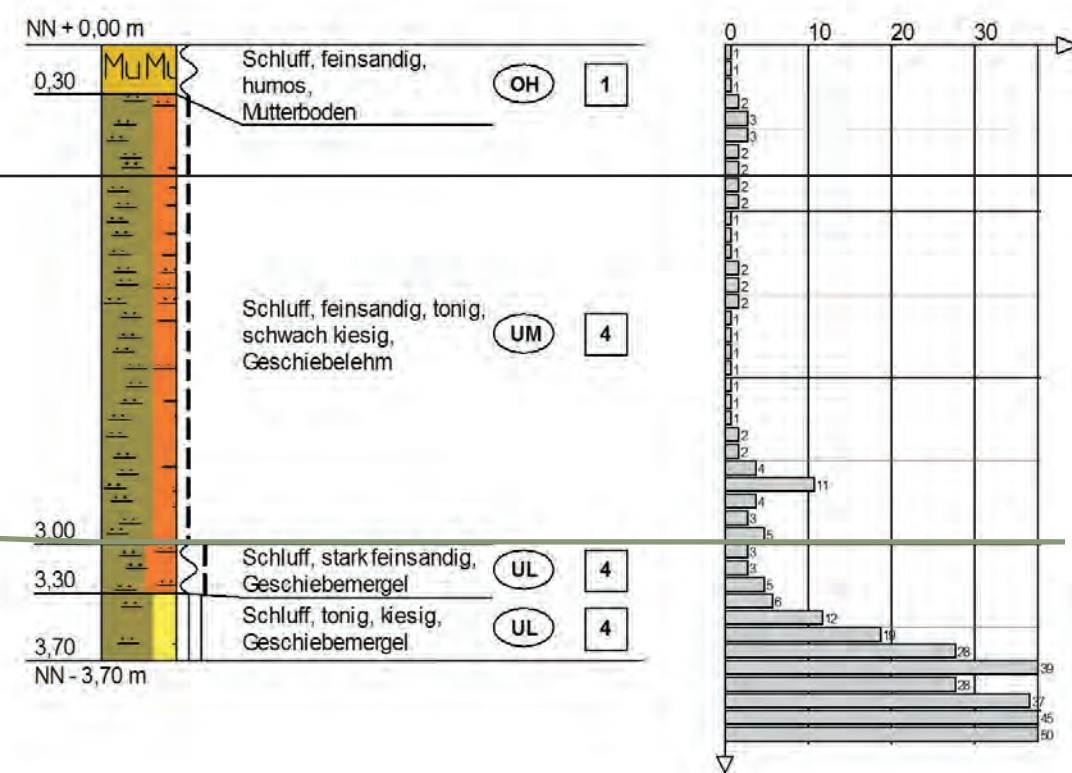 NN + 0,00 m
0,30
MuMu
Schluff, feinsandig,
humos,
Mutterboden
OH
1
Schluff, feinsandig, tonig,
schwach kiesig,
Geschiebelehm
UM
4
3.00
Schluff, stark feinsandig,
Geschiebemergel
UL
4
3,30
Schluff, tonig, kiesig,
Geschiebemergel
UL
4
3,70
NN - 3,70 m
0 10 20 30
1
1
1
2
3
3
2
2
2
2
1
1
1
2
2
2
1
1
1
1
1
1
1
2
2
4
11
4
3
5
3
3
5
6
12
19
28
39
28
37
45
50